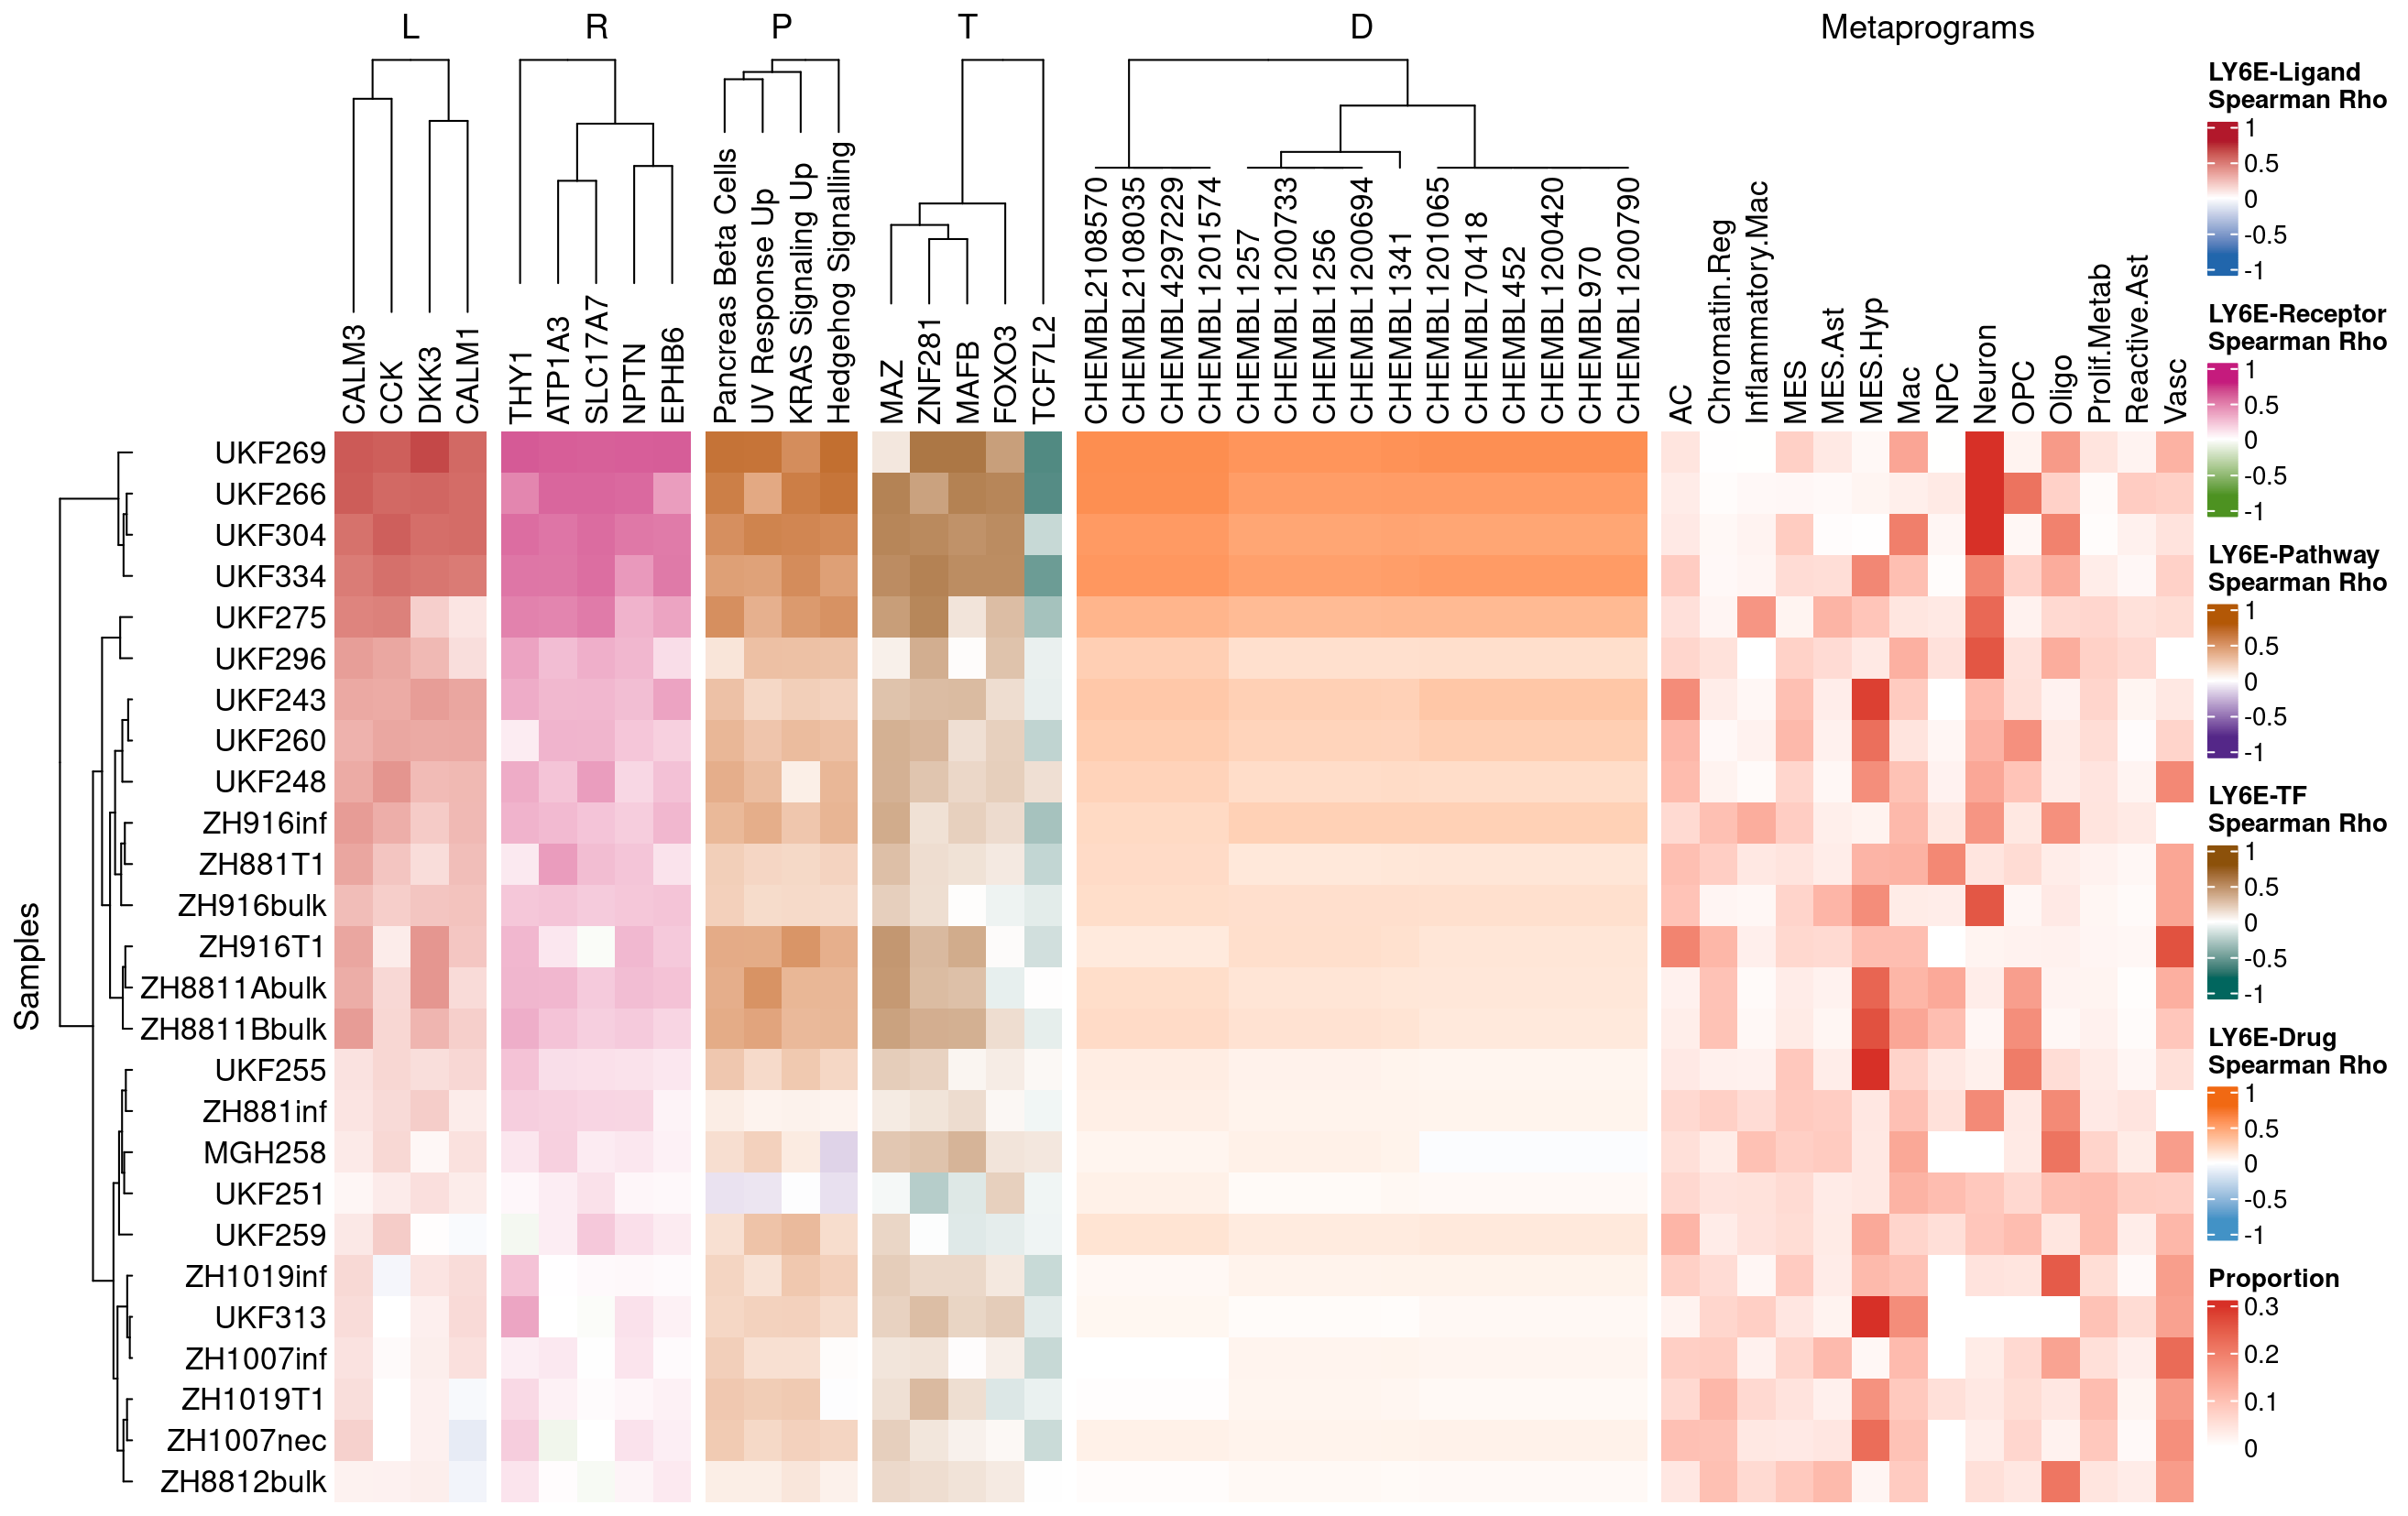 L R P T D Metaprograms
CALM3
CCK
DKK3
CALM1
THY1
ATP1A3
SLC17A7
NPTN
EPHB6
Pancreas Beta Cells
UV Response Up
KRAS Signaling Up
Hedgehog Signalling
MAZ
ZNF281
MAFB
FOXO3
TCF7L2
CHEMBL2108570
CHEMBL2108035
CHEMBL4297229
CHEMBL1201574
CHEMBL1257
CHEMBL1200733
CHEMBL1256
CHEMBL1200694
CHEMBL1341
CHEMBL1201065
CHEMBL70418
CHEMBL452
CHEMBL1200420
CHEMBL970
CHEMBL1200790
AC
Chromatin.Reg
Inflammatory.Mac
MES
MES.Ast
MES.Hyp
Mac
NPC
Neuron
OPC
Oligo
Prolif.Metab
Reactive.Ast
Vasc
Samples
UKF269
UKF266
UKF304
UKF334
UKF275
UKF296
UKF243
UKF260
UKF248
ZH916inf
ZH881T1
ZH916bulk
ZH916T1
ZH8811Abulk
ZH8811Bbulk
UKF255
ZH881inf
MGH258
UKF251
UKF259
ZH1019inf
UKF313
ZH1007inf
ZH1019T1
ZH1007nec
ZH8812bulk
LY6E-Ligand
Spearman Rho
1
0.5
0
-0.5
-1
LY6E-Receptor
Spearman Rho
1
0.5
0
-0.5
-1
LY6E-Pathway
Spearman Rho
1
0.5
0
-0.5
-1
LY6E-TF
Spearman Rho
1
0.5
0
-0.5
-1
LY6E-Drug
Spearman Rho
1
0.5
0
-0.5
-1
Proportion
0.3
0.2
0.1
0